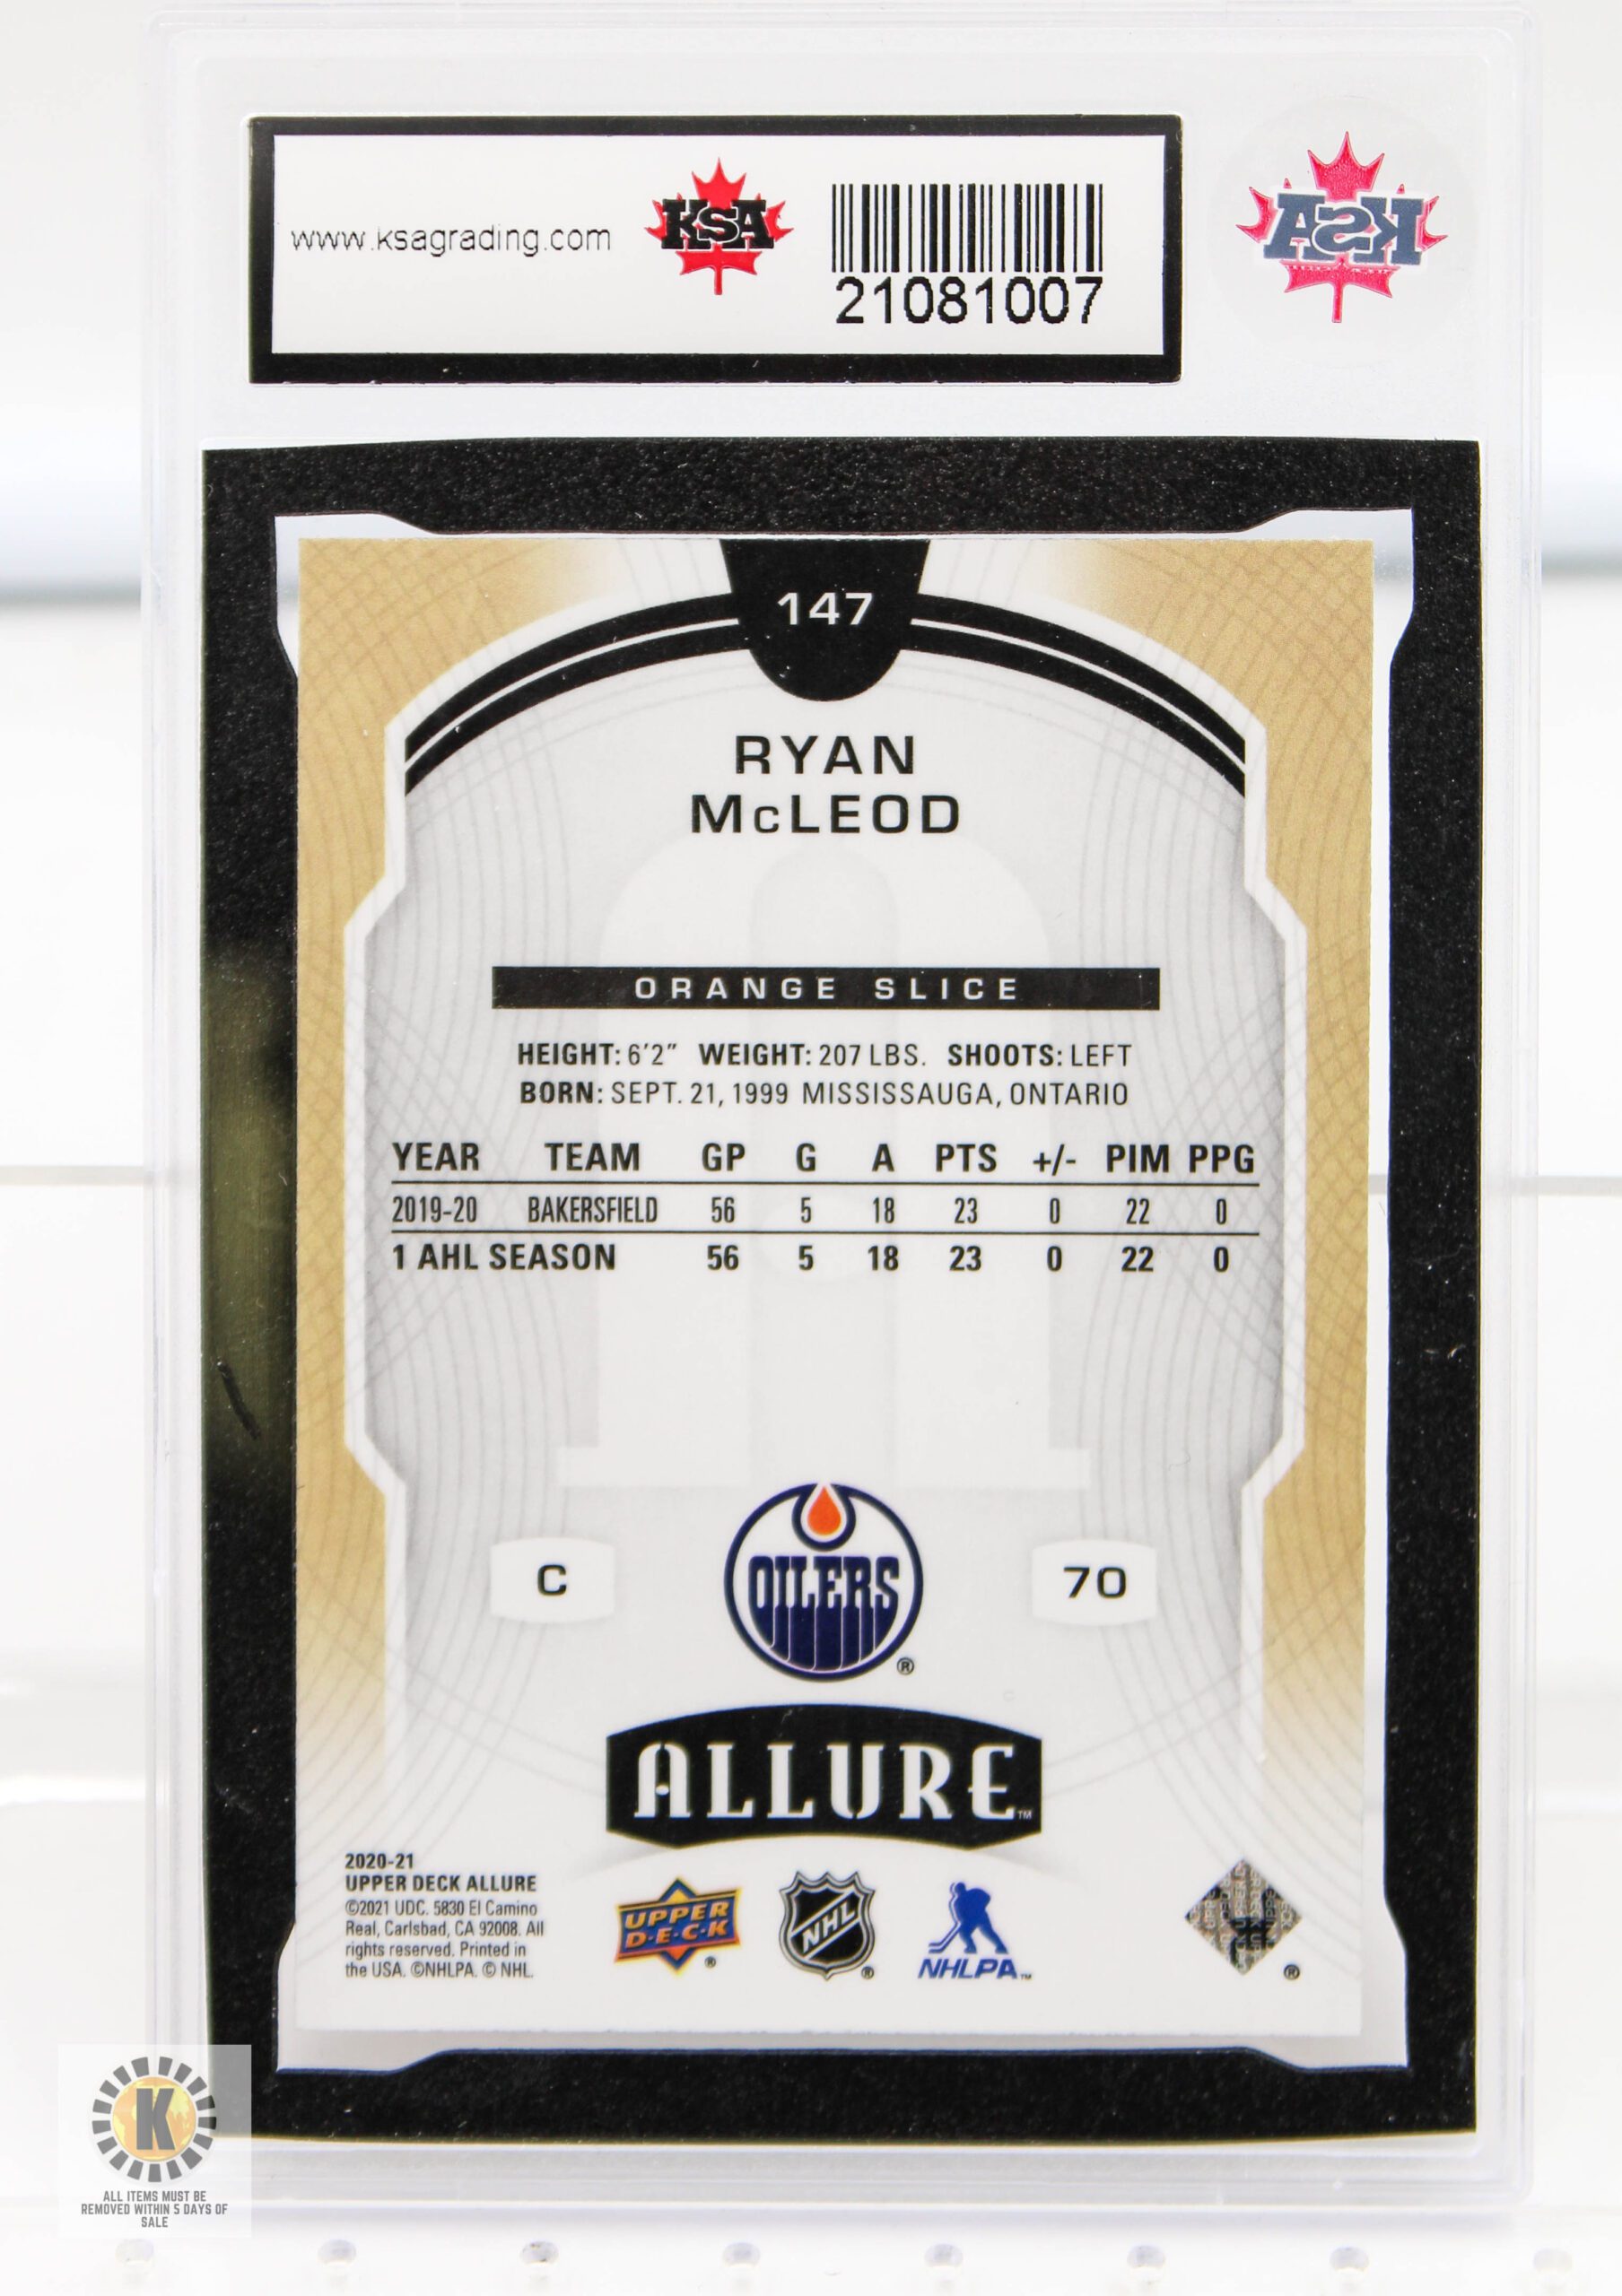 www.ksagrading.com
KSA
21081007
KSA
147
RYAN
McLEOD
ORANGE SLICE
HEIGHT: 6'2" WEIGHT: 207 LBS. SHOOTS: LEFT
BORN: SEPT. 21, 1999 MISSISSAUGA, ONTARIO
YEAR TEAM GP G A PTS +/- PIM PPG
2019-20 BAKERSFIELD 56 5 18 23 0 22 0
1 AHL SEASON 56 5 18 23 0 22 0
C
OILERS
®
70
ALLURE™
2020-21
UPPER DECK ALLURE
©2021 UDC. 5830 El Camino
Real, Carlsbad, CA 92008. All
rights reserved. Printed in
the USA. ©NHLPA. © NHL.
UPPER
D·E·C·K
®
NHL
®
NHLPA™
®
K
ALL ITEMS MUST BE
REMOVED WITHIN 5 DAYS OF
SALE